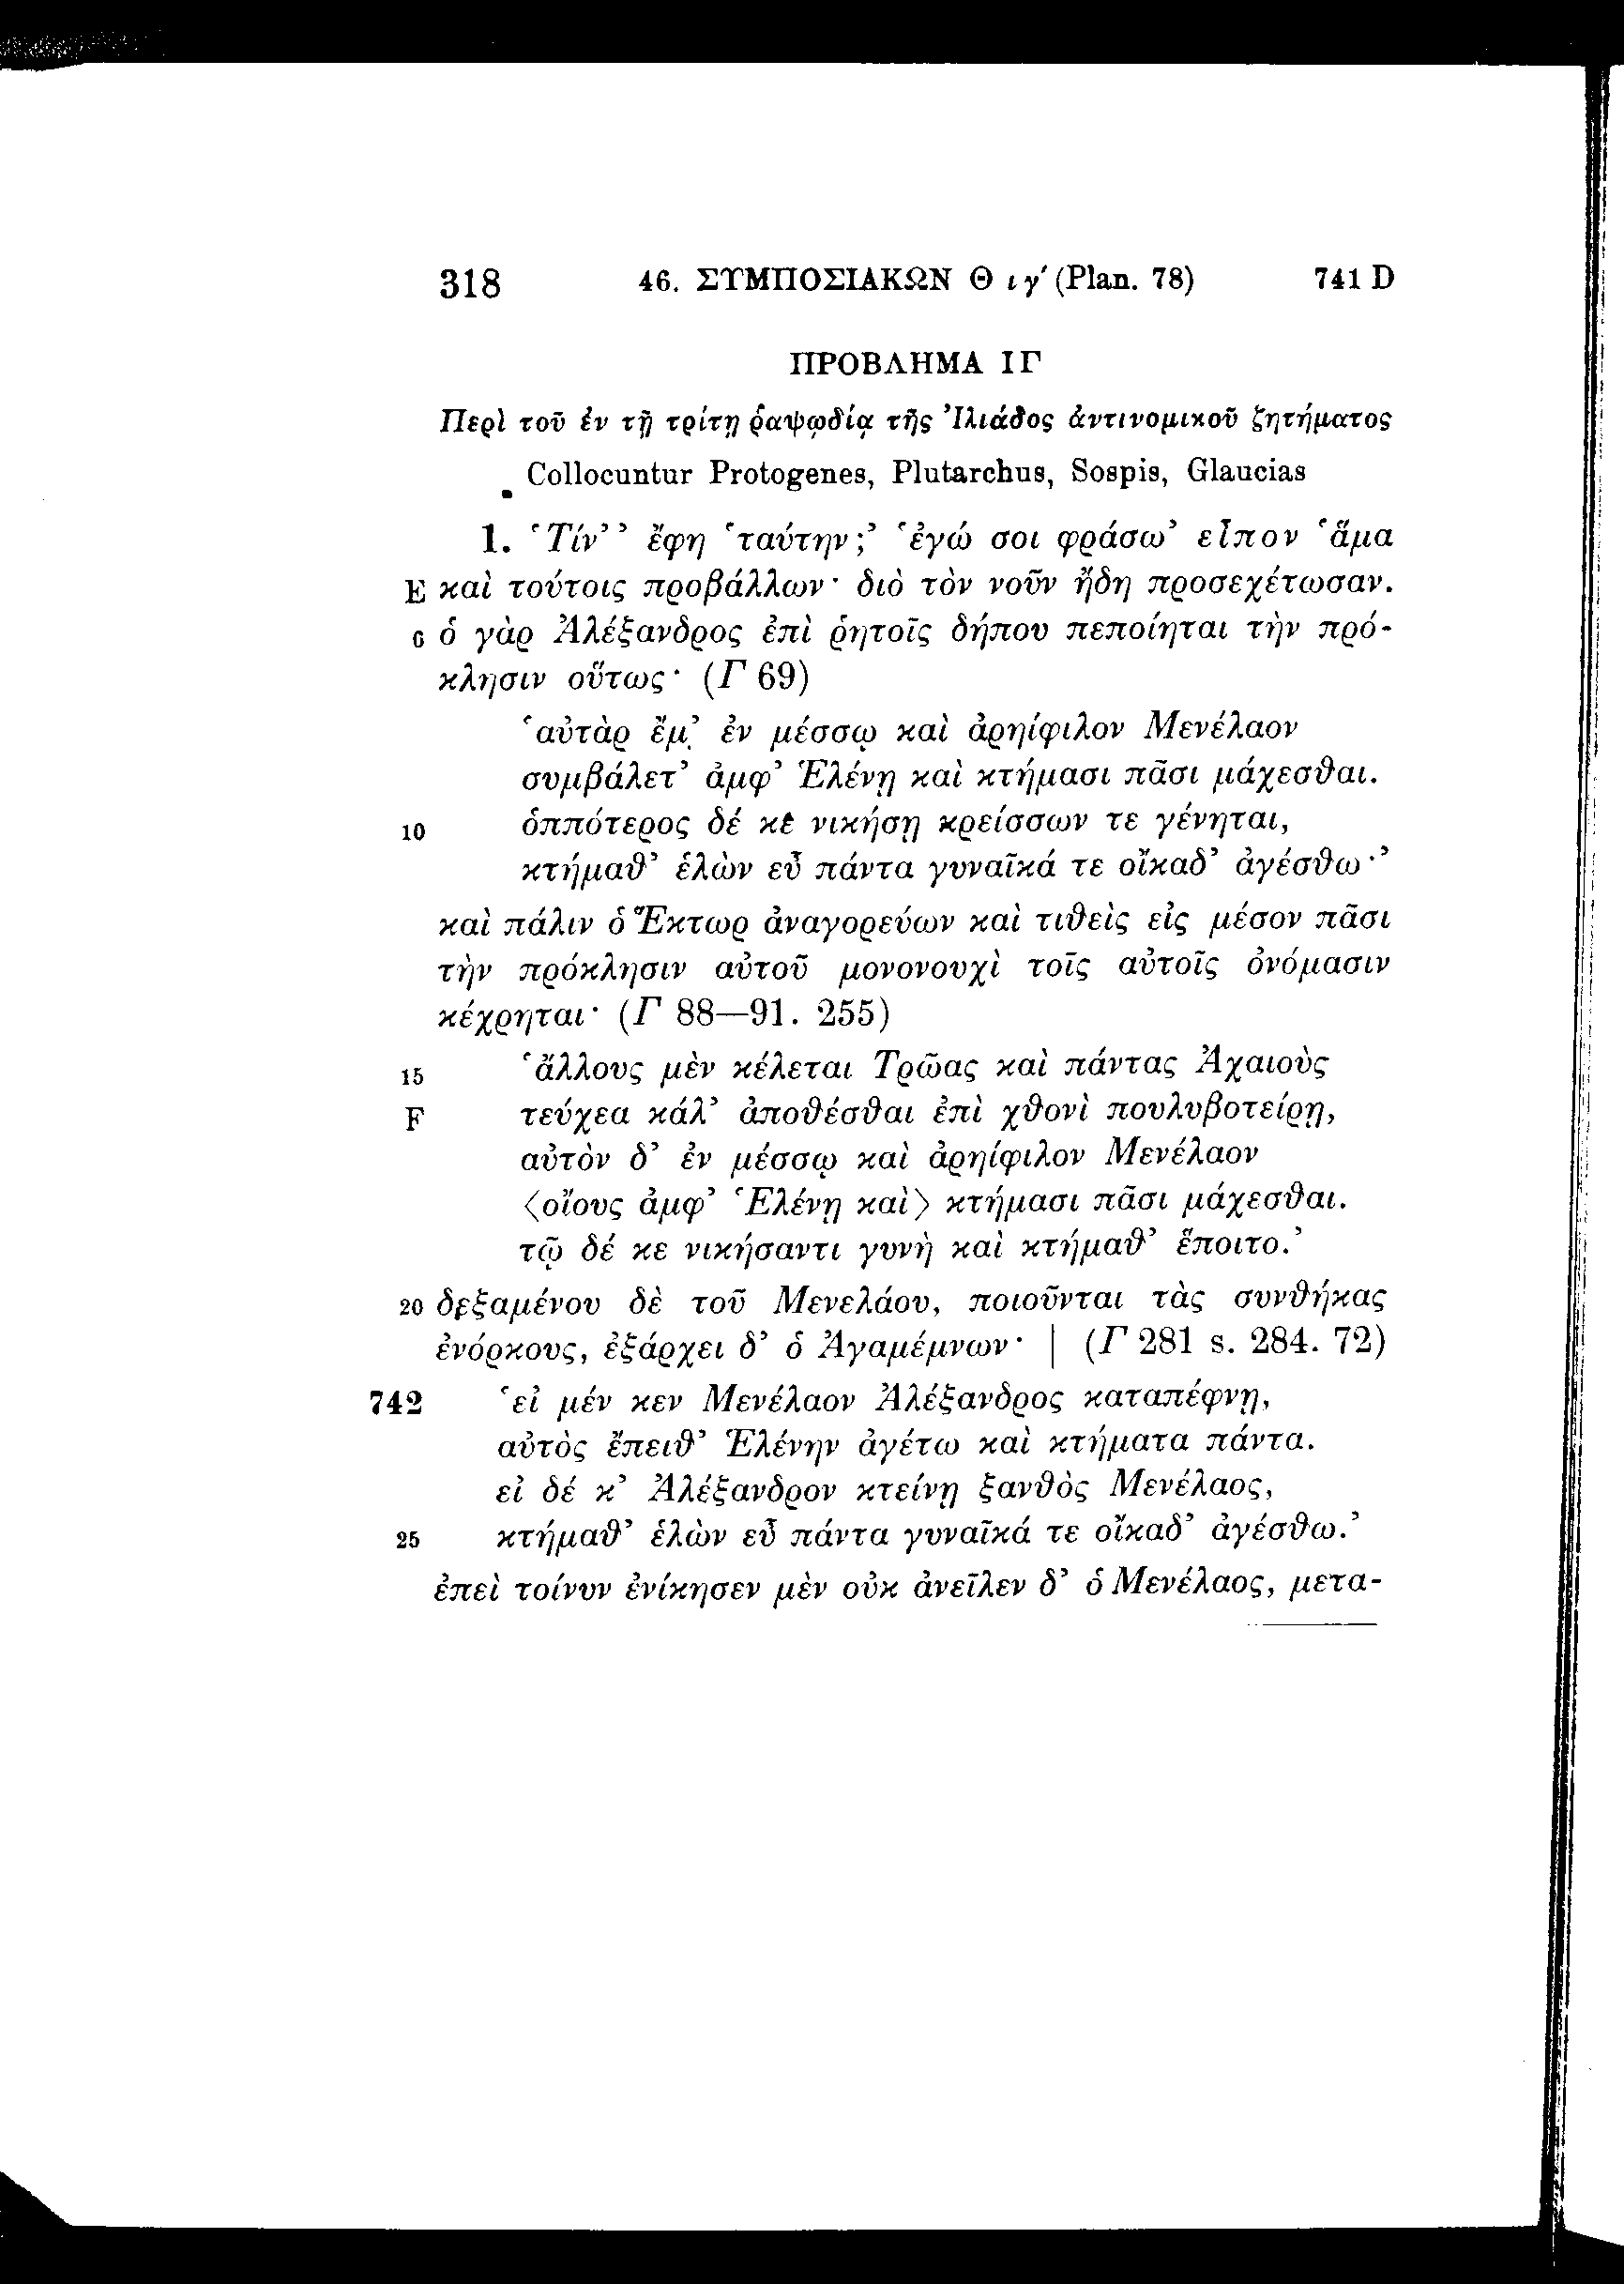 318 46. ΣΥΜΠΟΣΙΑΚΩΝ Θ ιγ´ (Plan. 78) 741 D
ΠΡΟΒΛΗΜΑ ΙΓ
Περὶ τοῦ ἐν τῇ τρίτῃ ῥαψῳδίᾳ τῆς Ἰλιάδος ἀντινομικοῦ ζητήματος
Collocuntur Protogenes, Plutarchus, Sospis, Glaucias
1. ‘Τίν’’ ἔφη ‘ταύτην;’ ‘ἐγώ σοι φράσω’ εἶπον ‘ἅμα
E καὶ τούτοις προβάλλων· διὸ τὸν νοῦν ἤδη προσεχέτωσαν.
6 ὁ γὰρ Ἀλέξανδρος ἐπὶ ῥητοῖς δήπου πεποίηται τὴν πρό-
κλησιν οὕτως· (Γ 69)
‘αὐτὰρ ἔμ’ ἐν μέσσῳ καὶ ἀρηίφιλον Μενέλαον
συμβάλετ’ ἀμφ’ Ἑλένῃ καὶ κτήμασι πᾶσι μάχεσθαι.
10 ὁππότερος δέ κε νικήσῃ κρείσσων τε γένηται,
κτήμαθ’ ἑλὼν εὖ πάντα γυναῖκά τε οἴκαδ’ ἀγέσθω·’
καὶ πάλιν ὁ Ἕκτωρ ἀναγορεύων καὶ τιθεὶς εἰς μέσον πᾶσι
τὴν πρόκλησιν αὐτοῦ μονονουχὶ τοῖς αὐτοῖς ὀνόμασιν
κέχρηται· (Γ 88—91. 255)
15 ‘ἄλλους μὲν κέλεται Τρῶας καὶ πάντας Ἀχαιοὺς
F τεύχεα κάλ’ ἀποθέσθαι ἐπὶ χθονὶ πουλυβοτείρῃ,
αὐτὸν δ’ ἐν μέσσῳ καὶ ἀρηίφιλον Μενέλαον
⟨οἴους ἀμφ’ Ἑλένῃ καὶ⟩ κτήμασι πᾶσι μάχεσθαι.
τῷ δέ κε νικήσαντι γυνὴ καὶ κτήμαθ’ ἕποιτο.’
20 δεξαμένου δὲ τοῦ Μενελάου, ποιοῦνται τὰς συνθήκας
ἐνόρκους, ἐξάρχει δ’ ὁ Ἀγαμέμνων· | (Γ 281 s. 284. 72)
742 ‘εἰ μέν κεν Μενέλαον Ἀλέξανδρος καταπέφνῃ,
αὐτὸς ἔπειθ’ Ἑλένην ἀγέτω καὶ κτήματα πάντα.
εἰ δέ κ’ Ἀλέξανδρον κτείνῃ ξανθὸς Μενέλαος,
25 κτήμαθ’ ἑλὼν εὖ πάντα γυναῖκά τε οἴκαδ’ ἀγέσθω.’
ἐπεὶ τοίνυν ἐνίκησεν μὲν οὐκ ἀνεῖλεν δ’ ὁ Μενέλαος, μετα-